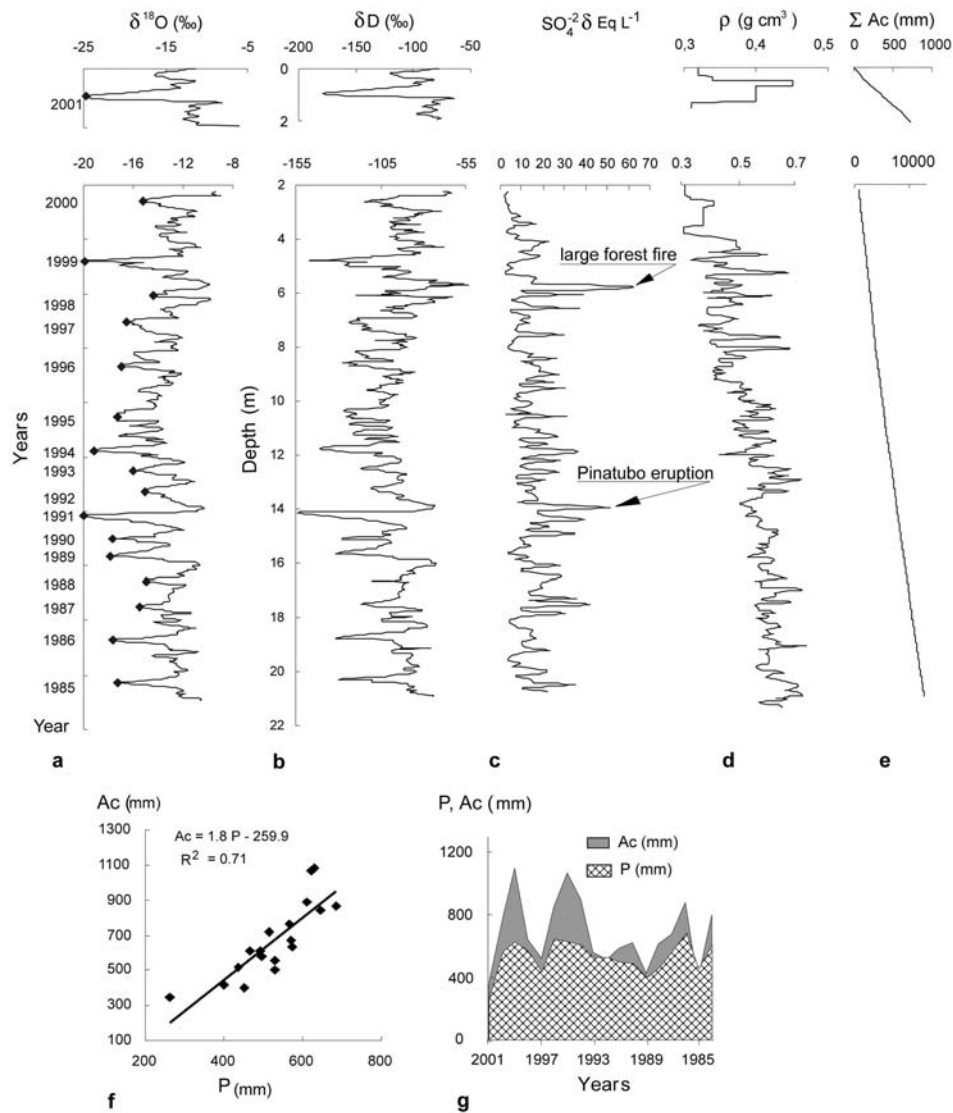 δ¹⁸O (‰)
-25 -15 -5
2001
-20 -16 -12 -8
2000
1999
1998
1997
1996
1995
1994
1993
1992
1991
1990
1989
1988
1987
1986
1985
Years
Year
a
δD (‰)
-200 -150 -100 -50
0
2
-155 -105 -55
2
4
6
8
10
12
14
16
18
20
22
Depth (m)
b
SO₄⁻² δ Eq L⁻¹
0 10 20 30 40 50 60 70
large forest fire
Pinatubo eruption
c
ρ (g cm³)
0,3 0,4 0,5
0.3 0.5 0.7
d
Σ Ac (mm)
0 500 1000
0 10000
e
Ac (mm)
1300
1100
900
700
500
300
100
Ac = 1.8 P - 259.9
R² = 0.71
200 400 600 800
P (mm)
f
P, Ac (mm)
1200
800
400
0
Ac (mm)
P (mm)
2001 1997 1993 1989 1985
Years
g